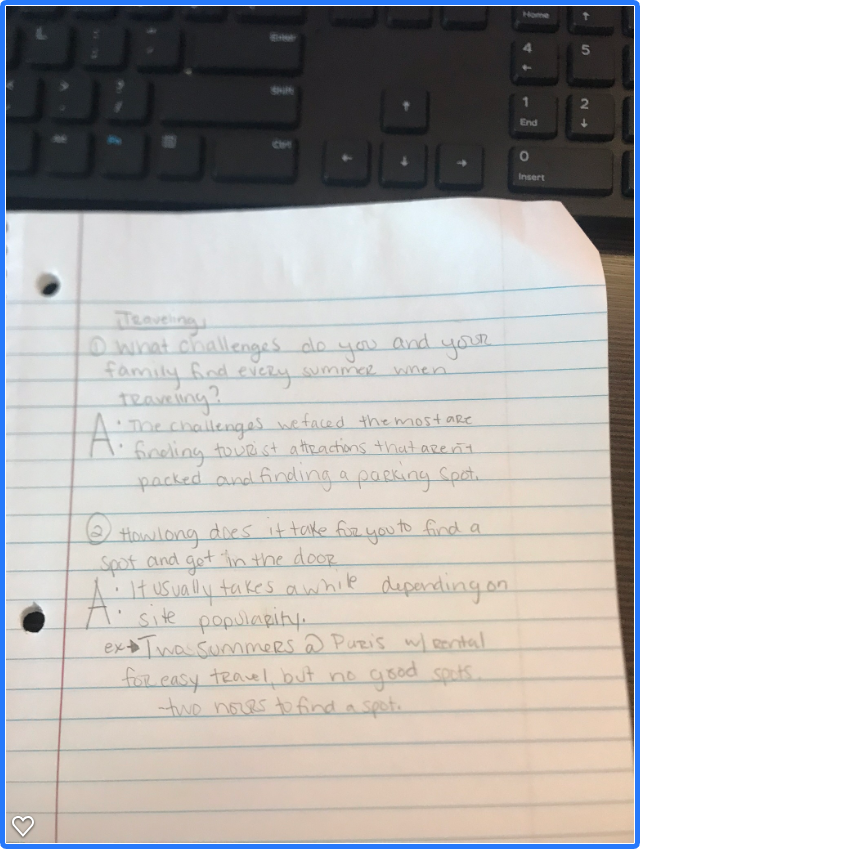 Home ↑
Enter 4 5
←
Shift ↑ 1 2
End ↓
Alt Fn Ctrl ← ↓ → 0
Insert
Traveling
① What challenges do you and your
family find every summer when
traveling?
A: The challenges we faced the most are
finding tourist attractions that aren't
packed and finding a parking spot.
② How long does it take for you to find a
spot and get in the door
A: It usually takes a while depending on
site popularity.
ex→ Two summers @ Paris w/ rental
for easy travel, but no good spots.
-two hours to find a spot.